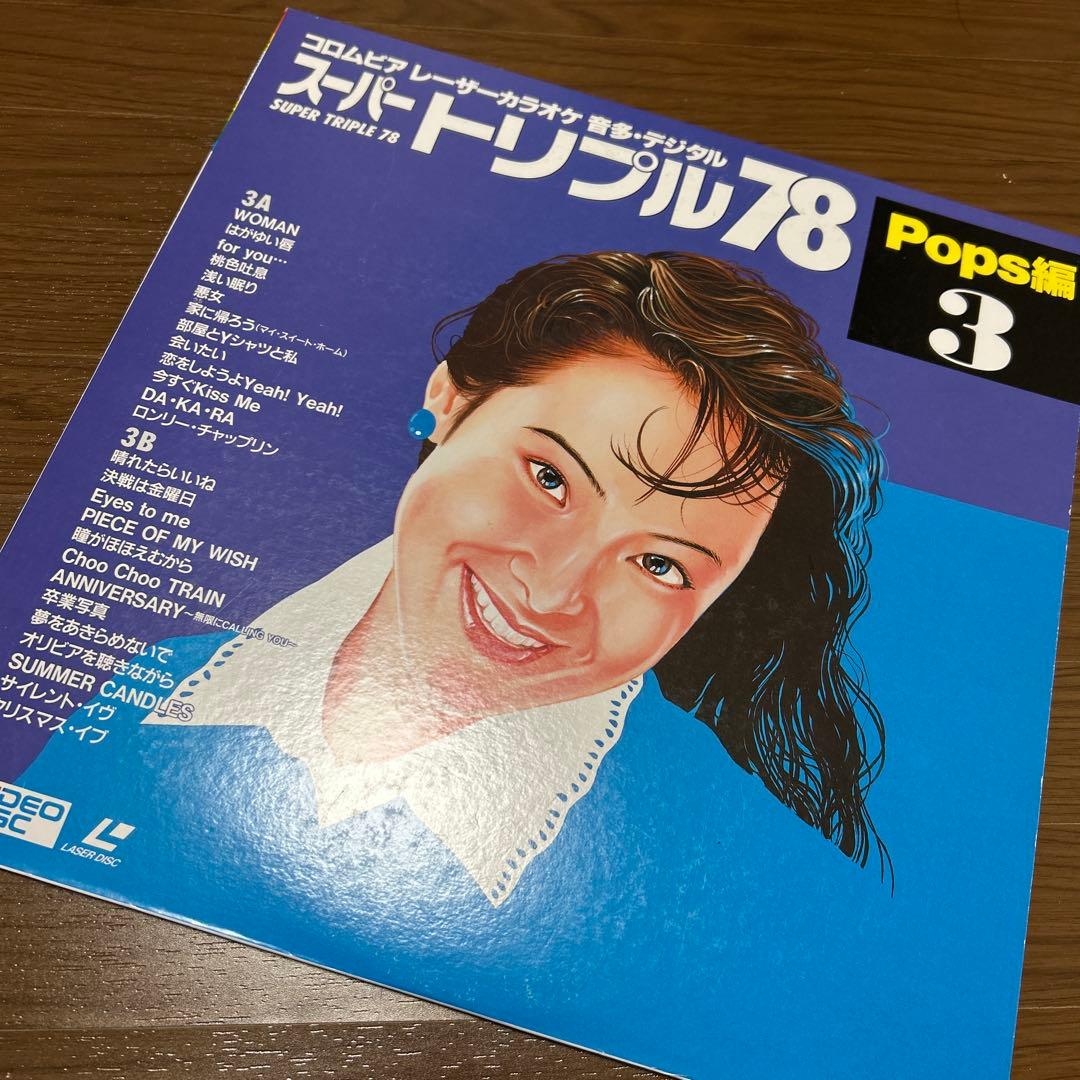 コロムビア レーザーカラオケ 音多・デジタル
スーパートリプル78
SUPER TRIPLE 78
Pops編
3
3A
WOMAN
はがゆい唇
for you…
桃色吐息
浅い眠り
悪女
家に帰ろう(マイ・スイート・ホーム)
部屋とYシャツと私
会いたい
恋をしようよYeah! Yeah!
今すぐKiss Me
DA・KA・RA
ロンリー・チャップリン
3B
晴れたらいいね
決戦は金曜日
Eyes to me
PIECE OF MY WISH
瞳がほほえむから
Choo Choo TRAIN
ANNIVERSARY〜無限にCALLING YOU〜
卒業写真
夢をあきらめないで
オリビアを聴きながら
SUMMER CANDLES
サイレント・イヴ
クリスマス・イブ
LASER DISC